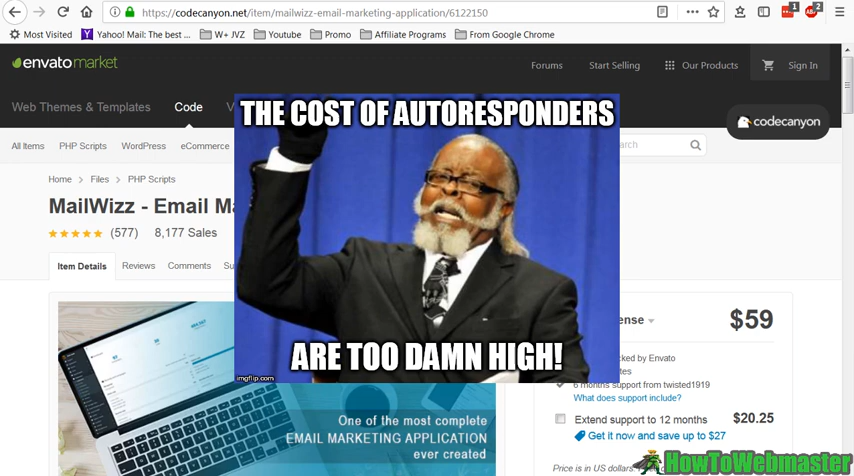 https://codecanyon.net/item/mailwizz-email-marketing-application/6122150
1
2
Most Visited
Yahoo! Mail: The best ...
W+ JVZ
Youtube
Promo
Affiliate Programs
From Google Chrome
envatomarket
Forums
Start Selling
Our Products
Sign In
Web Themes & Templates
Code
codecanyon
All Items
PHP Scripts
WordPress
eCommerce
Home > Files > PHP Scripts
MailWizz - Email
(577)
8,177 Sales
Item Details
Reviews
Comments
THE COST OF AUTORESPONDERS
ARE TOO DAMN HIGH!
imgflip.com
$59
by Envato
6 months support from twisted1919
What does support include?
Extend support to 12 months
$20.25
Get it now and save up to $27
One of the most complete
EMAIL MARKETING APPLICATION
ever created
Price is in US dollars.
HowToWebmaster